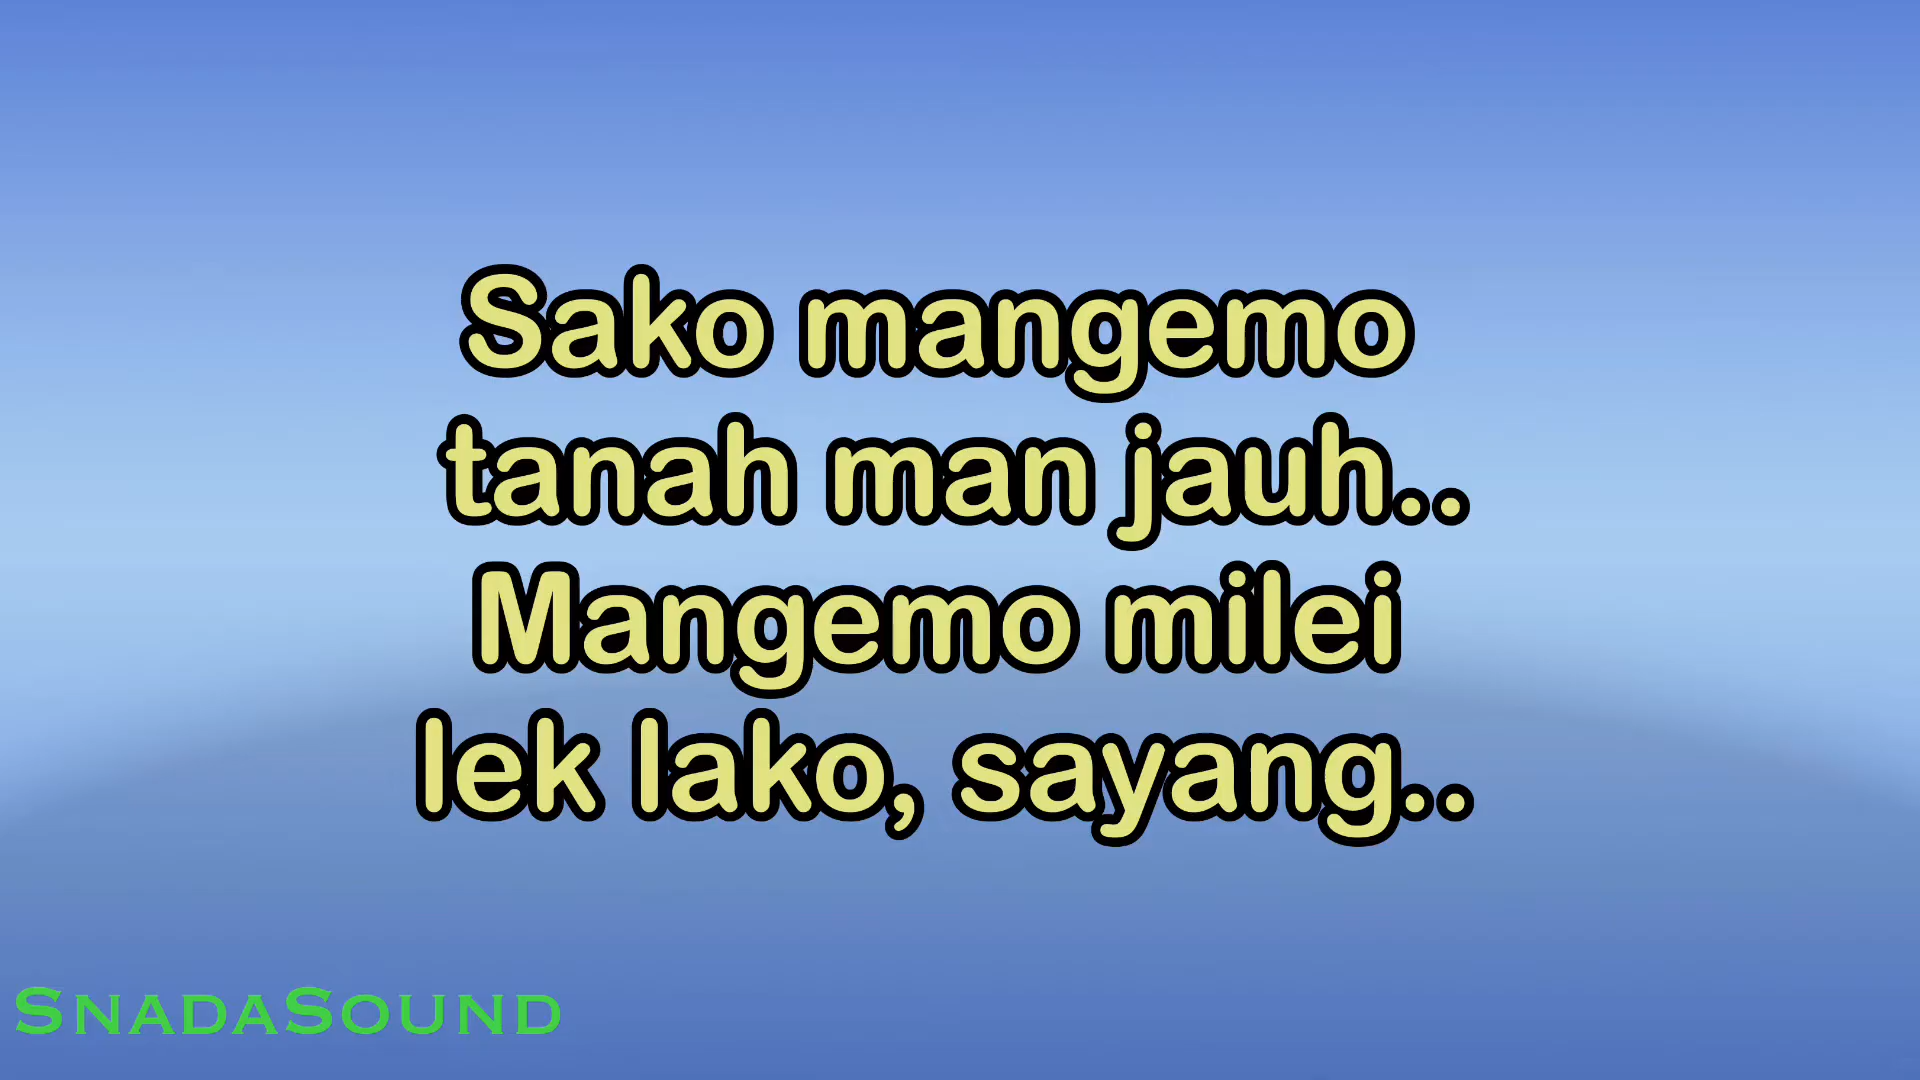 Sako mangemo
tanah man jauh..
Mangemo milei
lek lako, sayang..
SnadaSound